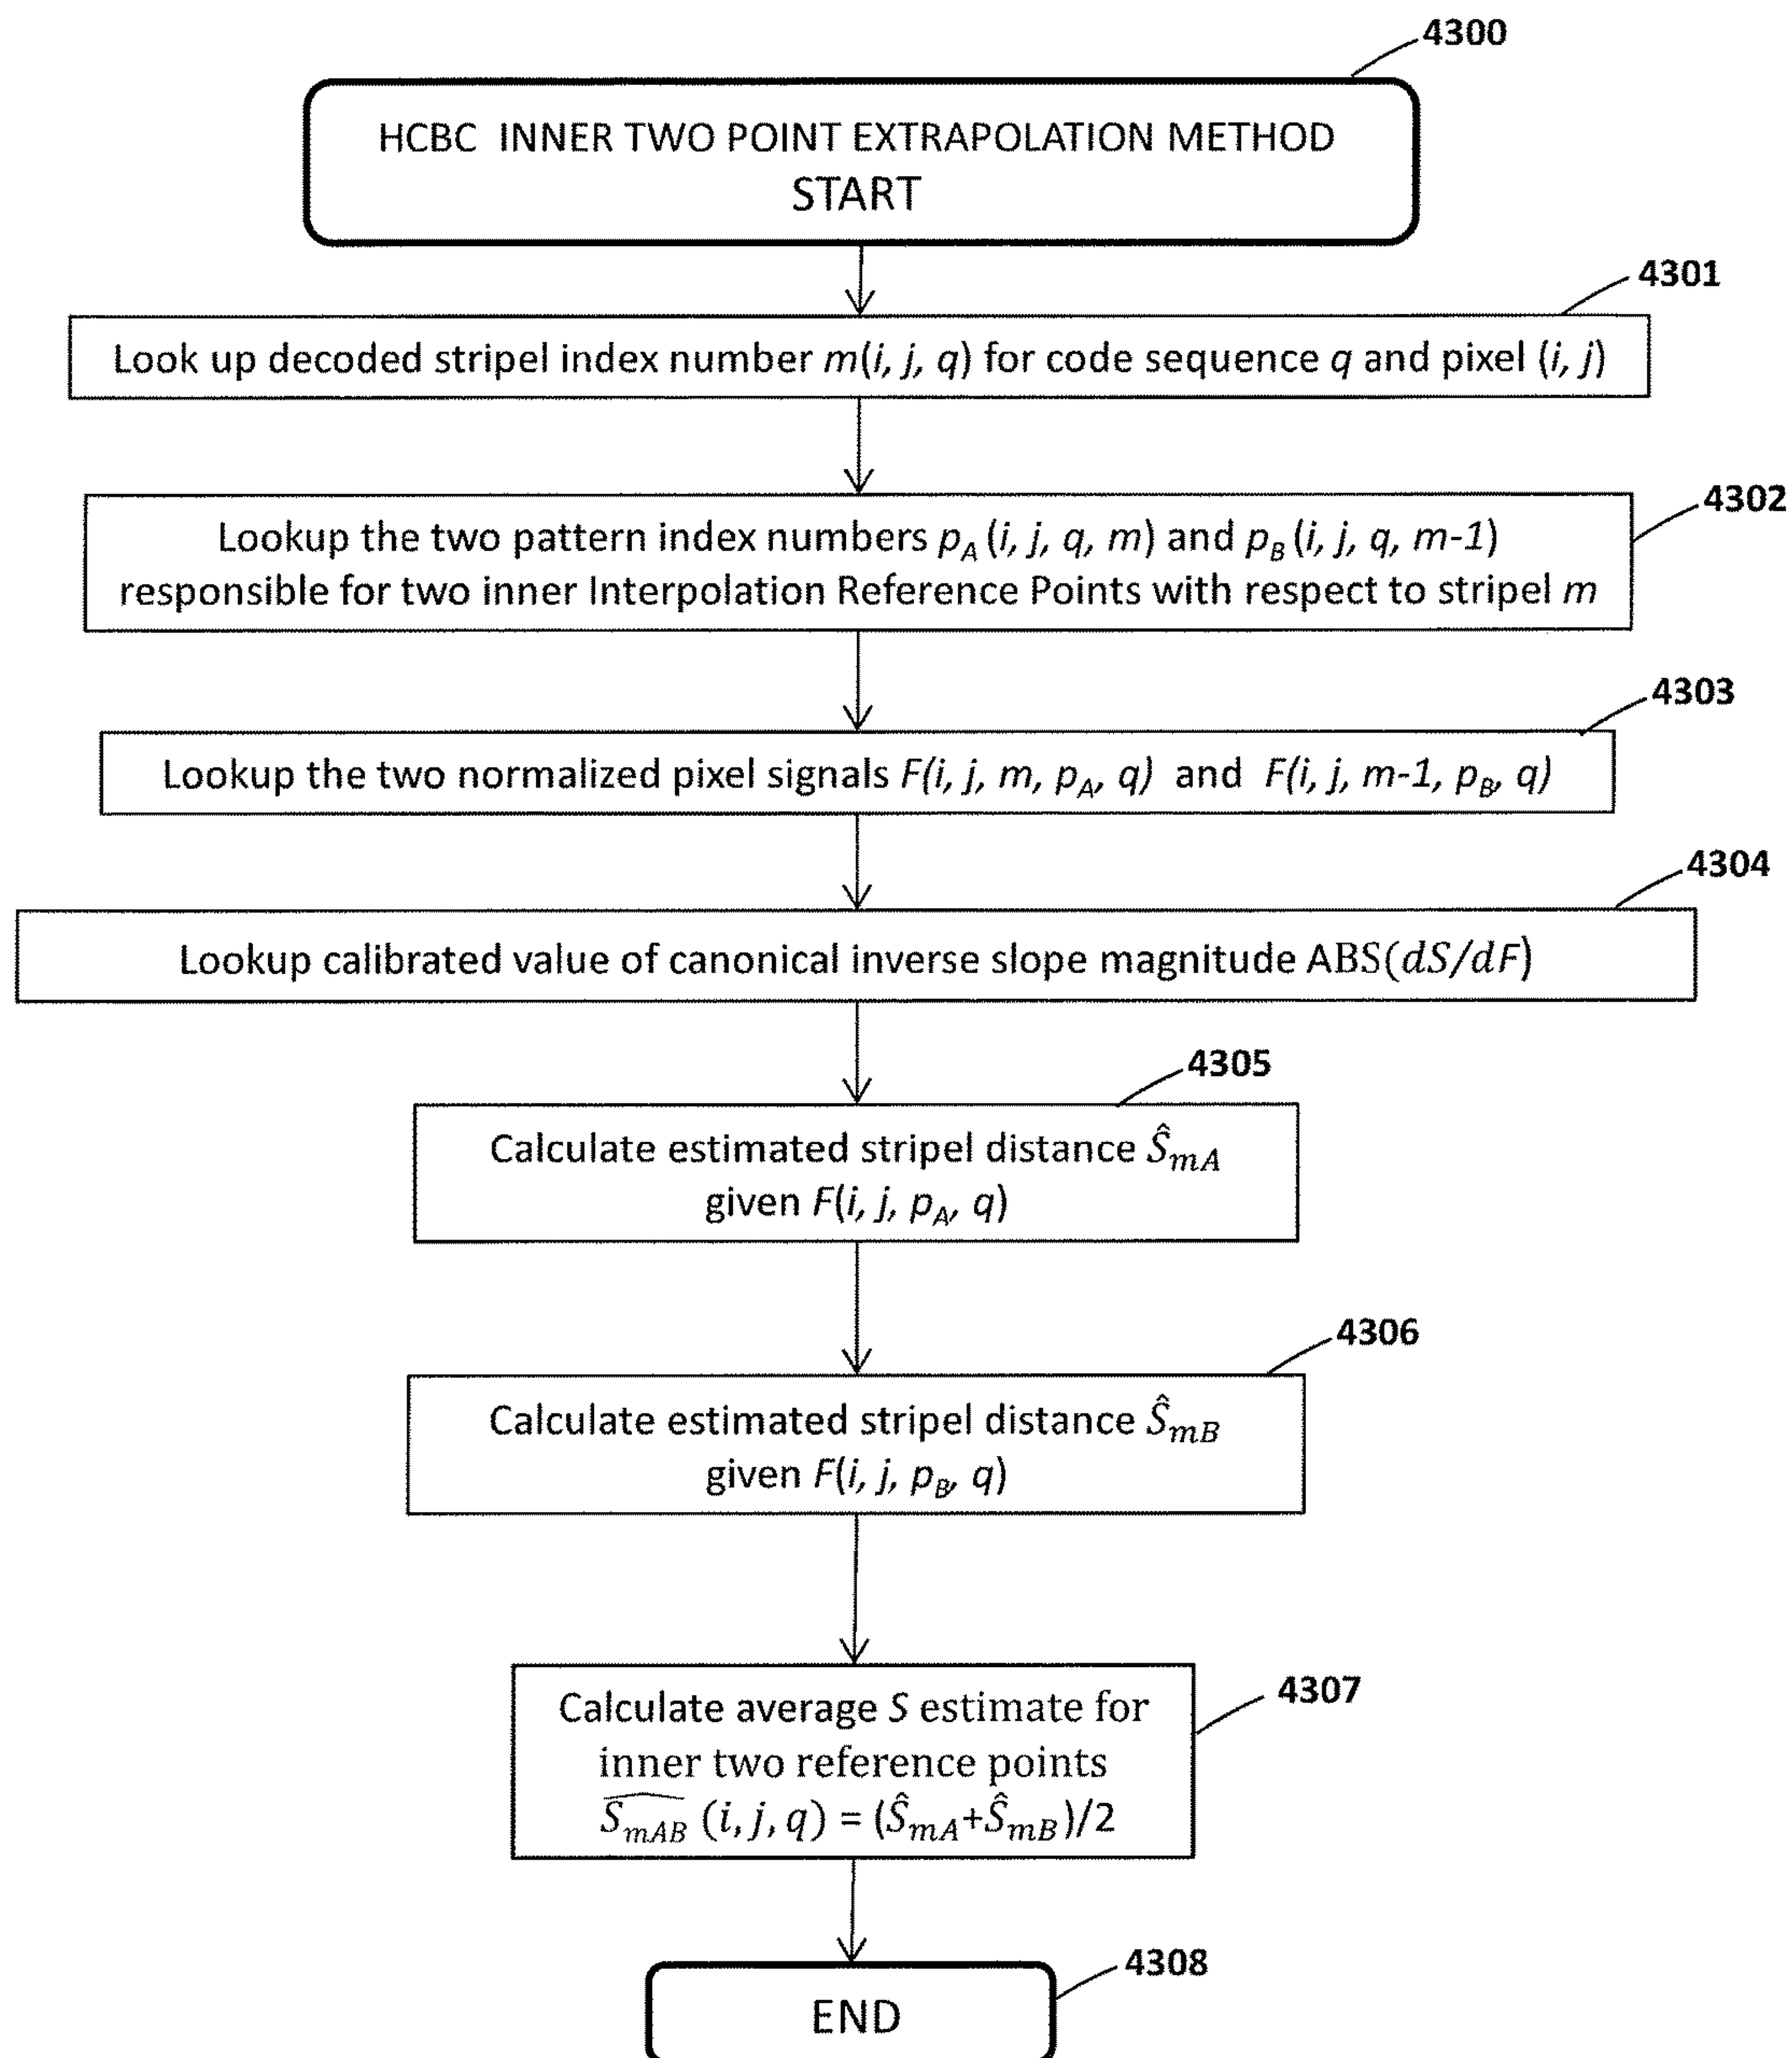 4300
HCBC INNER TWO POINT EXTRAPOLATION METHOD
START
4301
Look up decoded stripel index number m(i, j, q) for code sequence q and pixel (i, j)
4302
Lookup the two pattern index numbers p_A (i, j, q, m) and p_B (i, j, q, m-1)
responsible for two inner Interpolation Reference Points with respect to stripel m
4303
Lookup the two normalized pixel signals F(i, j, m, p_A, q) and F(i, j, m-1, p_B, q)
4304
Lookup calibrated value of canonical inverse slope magnitude ABS(dS/dF)
4305
Calculate estimated stripel distance Ŝ_mA
given F(i, j, p_A, q)
4306
Calculate estimated stripel distance Ŝ_mB
given F(i, j, p_B, q)
4307
Calculate average S estimate for
inner two reference points
Ŝ_mAB (i, j, q) = (Ŝ_mA+Ŝ_mB)/2
4308
END